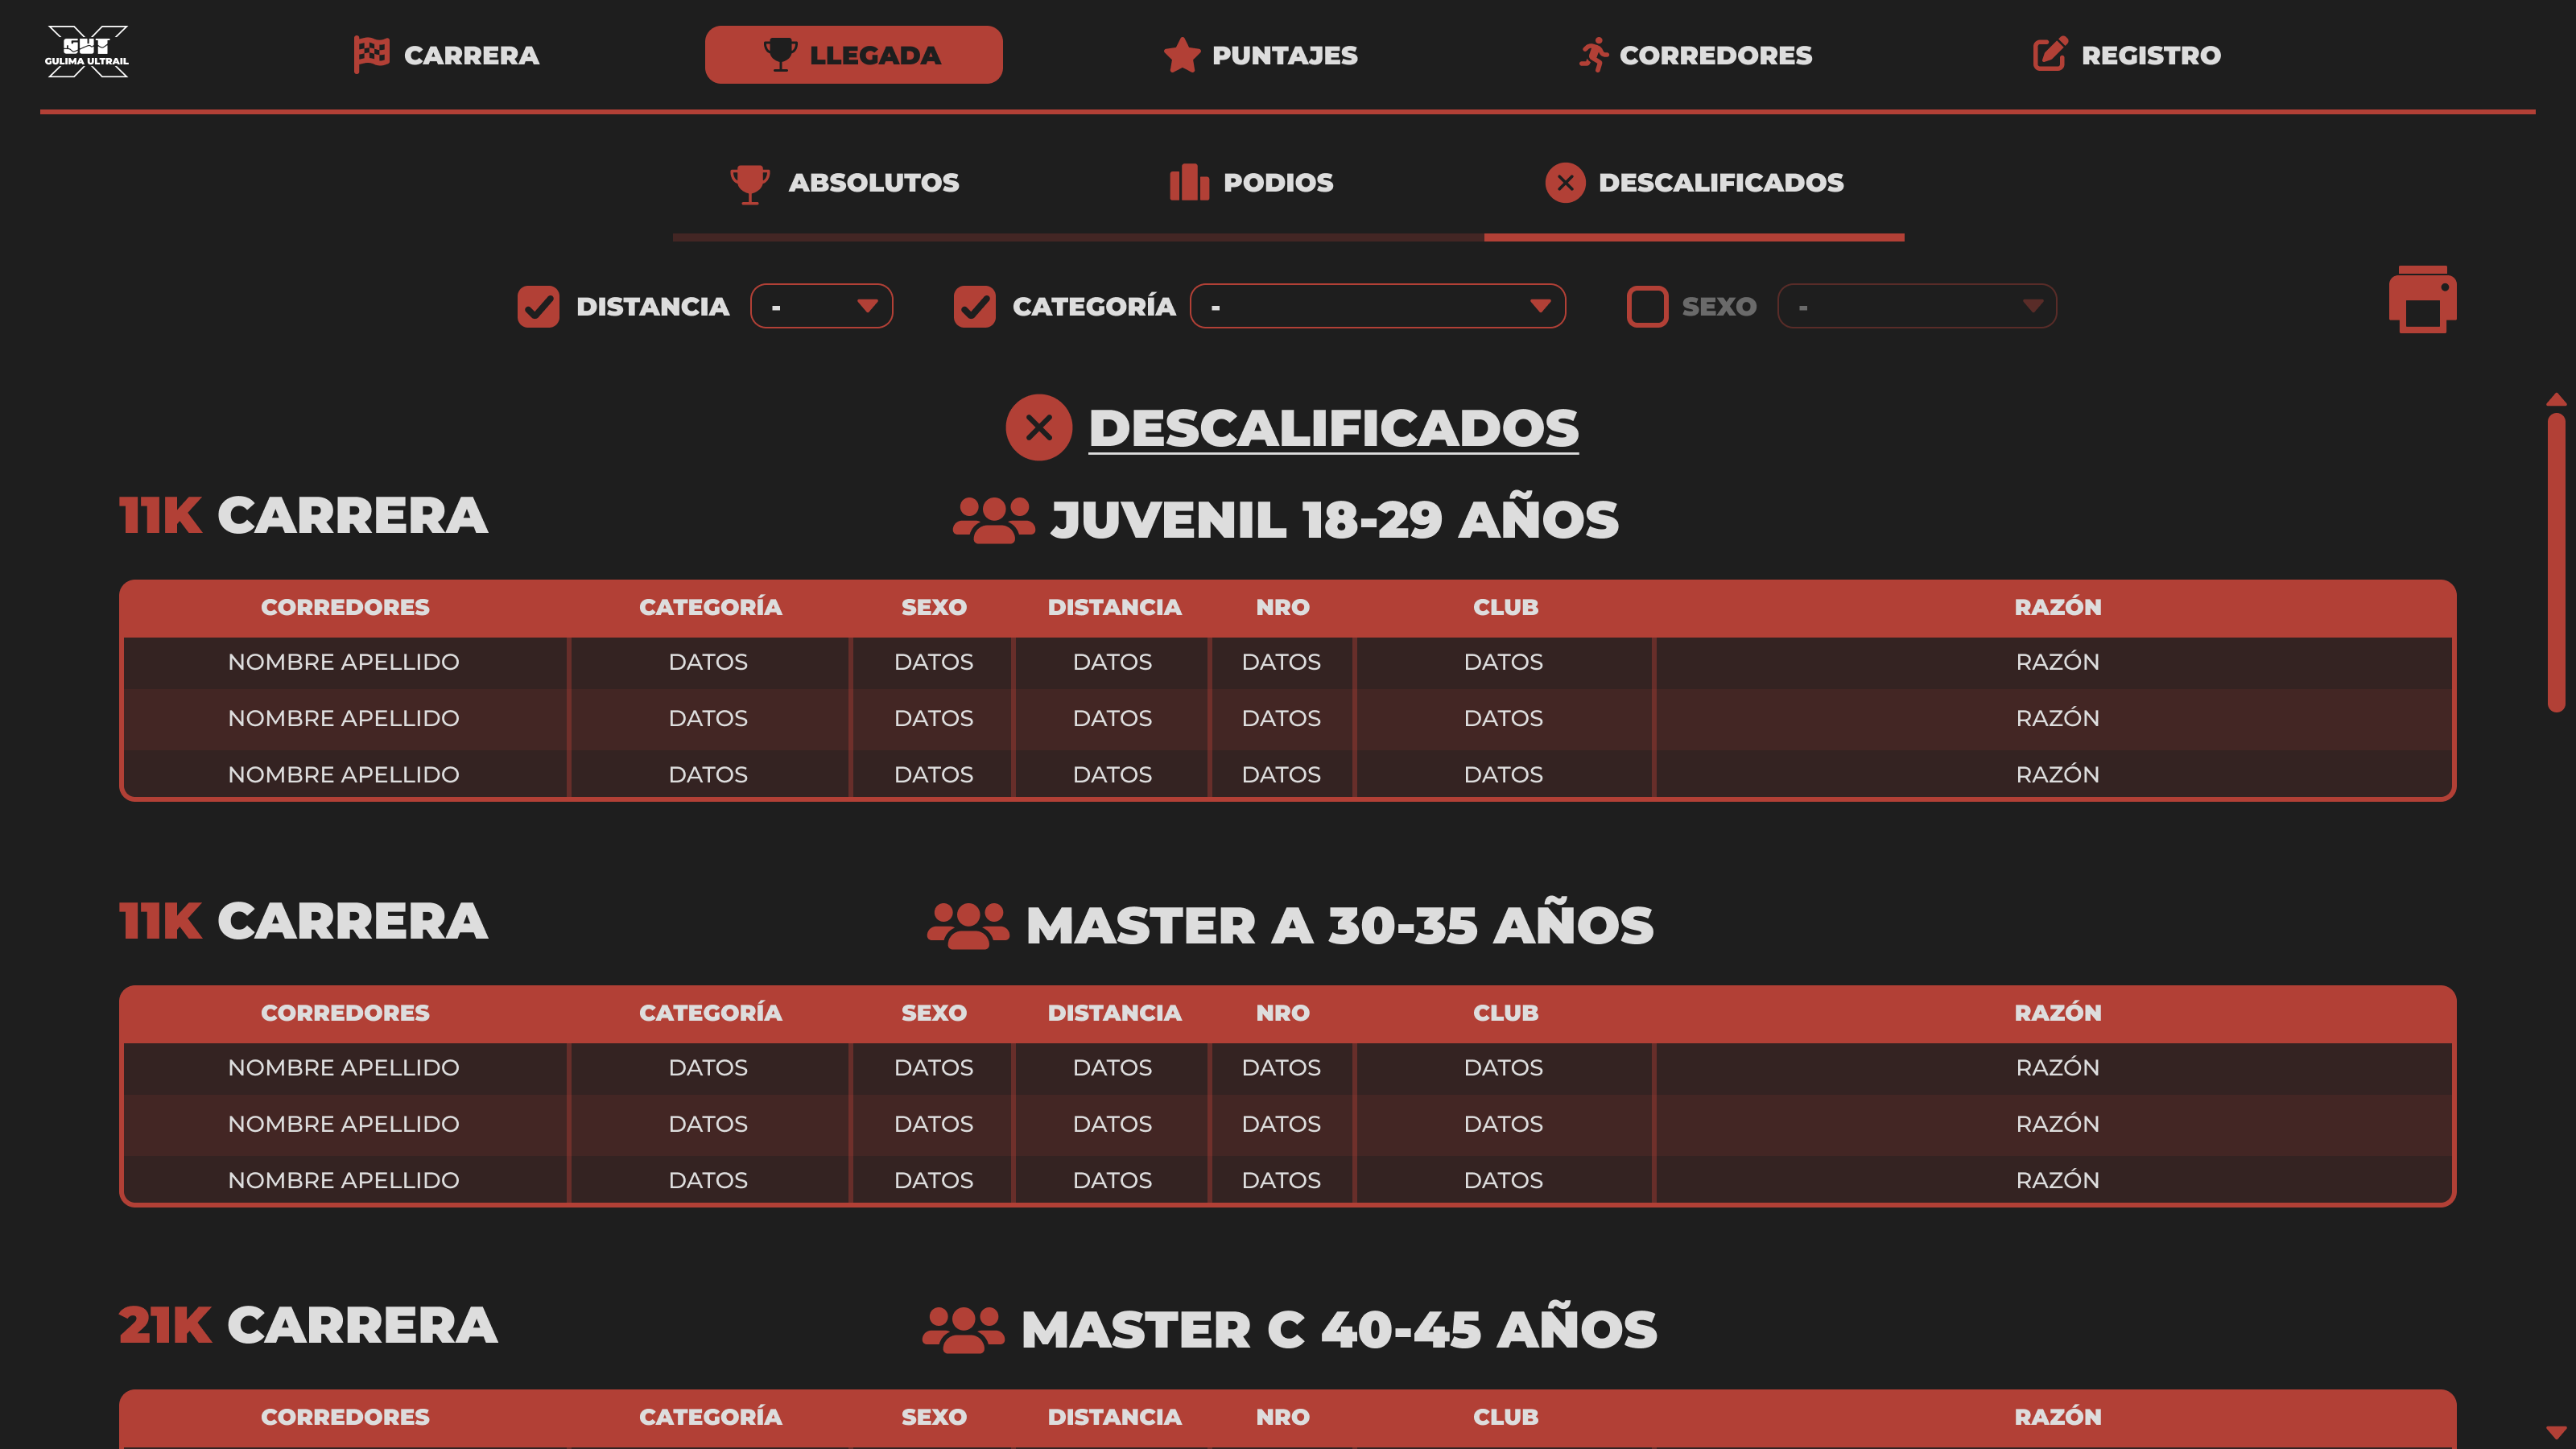 GUT
GULIMA ULTRAIL
CARRERA LLEGADA PUNTAJES CORREDORES REGISTRO
ABSOLUTOS PODIOS DESCALIFICADOS
DISTANCIA - CATEGORÍA - SEXO -
DESCALIFICADOS
11K CARRERA JUVENIL 18-29 AÑOS
CORREDORES CATEGORÍA SEXO DISTANCIA NRO CLUB RAZÓN
NOMBRE APELLIDO DATOS DATOS DATOS DATOS DATOS RAZÓN
NOMBRE APELLIDO DATOS DATOS DATOS DATOS DATOS RAZÓN
NOMBRE APELLIDO DATOS DATOS DATOS DATOS DATOS RAZÓN
11K CARRERA MASTER A 30-35 AÑOS
CORREDORES CATEGORÍA SEXO DISTANCIA NRO CLUB RAZÓN
NOMBRE APELLIDO DATOS DATOS DATOS DATOS DATOS RAZÓN
NOMBRE APELLIDO DATOS DATOS DATOS DATOS DATOS RAZÓN
NOMBRE APELLIDO DATOS DATOS DATOS DATOS DATOS RAZÓN
21K CARRERA MASTER C 40-45 AÑOS
CORREDORES CATEGORÍA SEXO DISTANCIA NRO CLUB RAZÓN